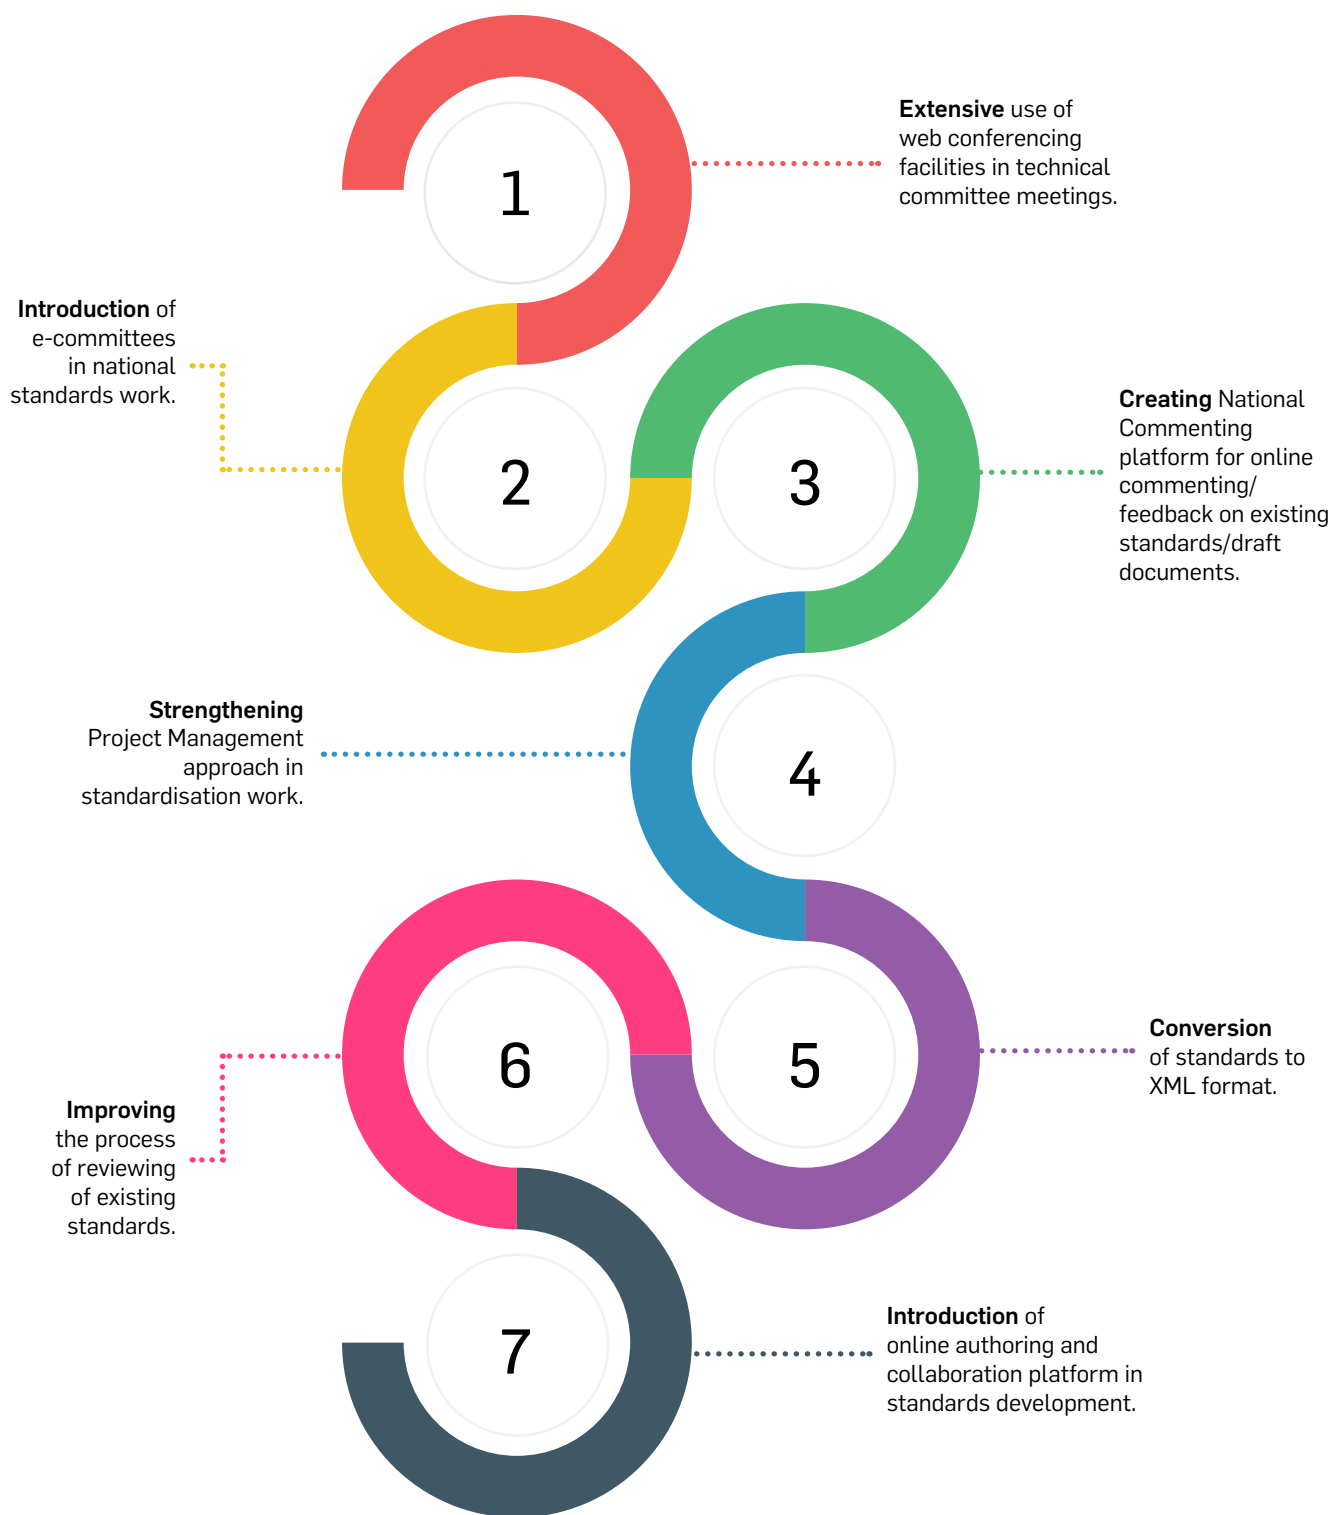 1
Extensive use of
web conferencing
facilities in technical
committee meetings.
Introduction of
e-committees
in national
standards work.
2
3
Creating National
Commenting
platform for online
commenting/
feedback on existing
standards/draft
documents.
Strengthening
Project Management
approach in
standardisation work.
4
5
Conversion
of standards to
XML format.
6
Improving
the process
of reviewing
of existing
standards.
7
Introduction of
online authoring and
collaboration platform in
standards development.